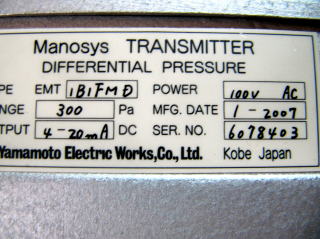 Manosys TRANSMITTER
DIFFERENTIAL PRESSURE
PE EMT 1B1FMD POWER 100V AC
NGE 300 Pa MFG. DATE 1-2007
TPUT 4-20mA DC SER. NO. 6078403
Yamamoto Electric Works,Co.,Ltd. Kobe Japan